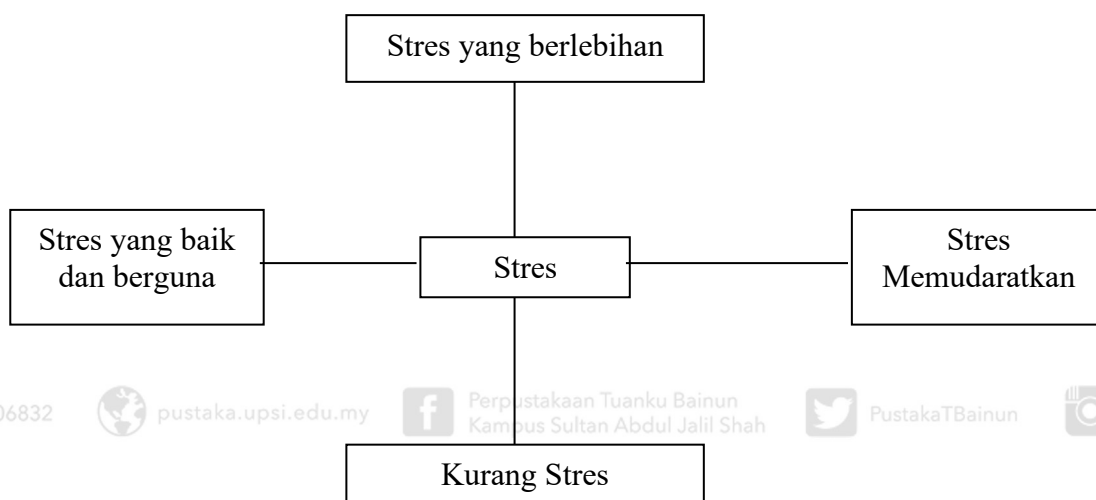 Stres yang berlebihan
Stres yang baik
dan berguna
Stres
Stres
Memudaratkan
06832
pustaka.upsi.edu.my
Perpustakaan Tuanku Bainun
Kampus Sultan Abdul Jalil Shah
PustakaTBainun
Kurang Stres